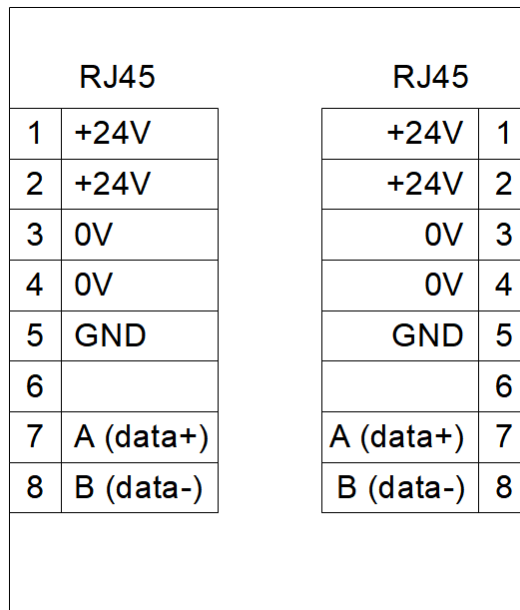 RJ45 RJ45
1 +24V +24V 1
2 +24V +24V 2
3 0V 0V 3
4 0V 0V 4
5 GND GND 5
6 6
7 A (data+) A (data+) 7
8 B (data-) B (data-) 8